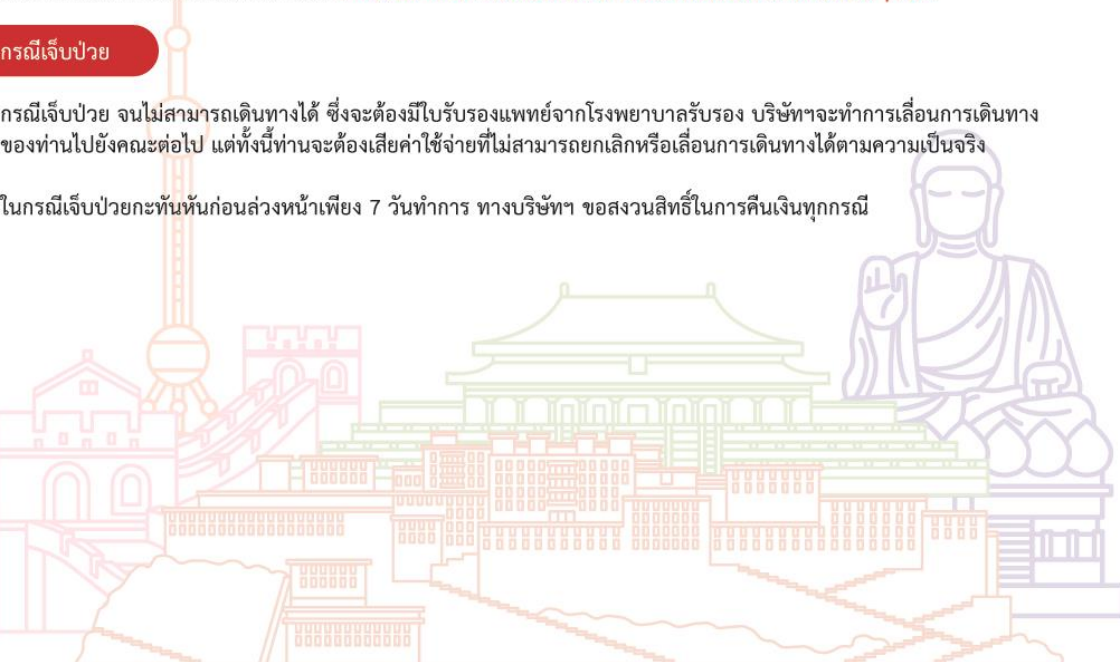 กรณีเจ็บป่วย
กรณีเจ็บป่วย จนไม่สามารถเดินทางได้ ซึ่งจะต้องมีใบรับรองแพทย์จากโรงพยาบาลรับรอง บริษัทฯจะทำการเลื่อนการเดินทาง
ของท่านไปยังคณะต่อไป แต่ทั้งนี้ท่านจะต้องเสียค่าใช้จ่ายที่ไม่สามารถยกเลิกหรือเลื่อนการเดินทางได้ตามความเป็นจริง
ในกรณีเจ็บป่วยกะทันหันก่อนล่วงหน้าเพียง 7 วันทำการ ทางบริษัทฯ ขอสงวนสิทธิ์ในการคืนเงินทุกกรณี